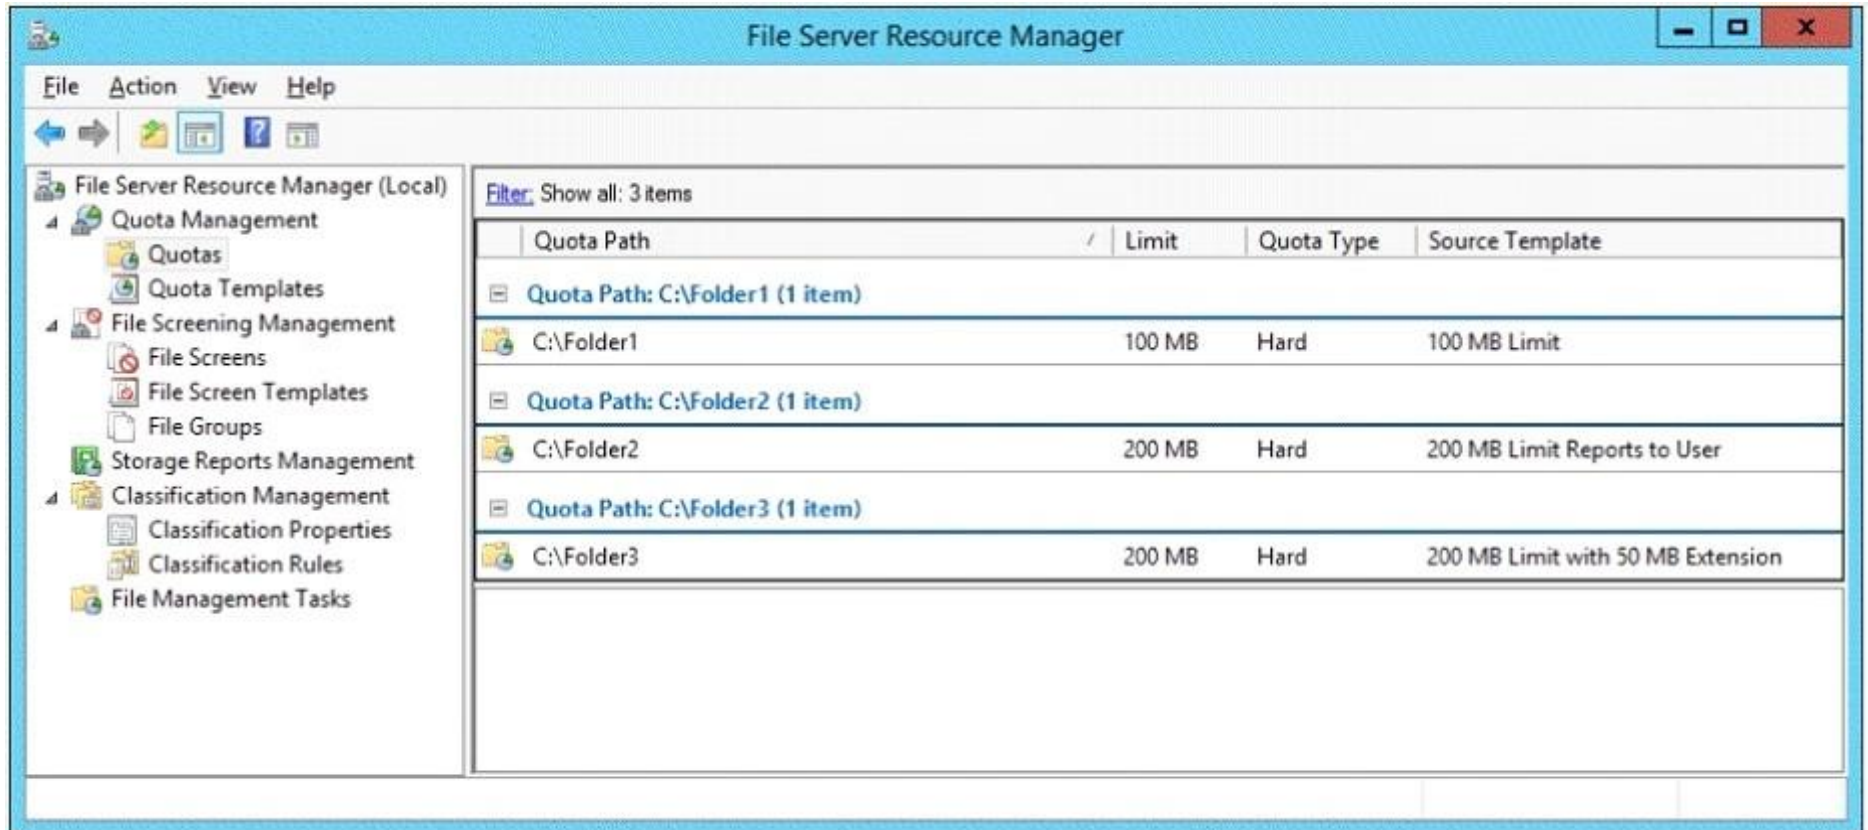 File Server Resource Manager
File Action View Help
File Server Resource Manager (Local)
Quota Management
Quotas
Quota Templates
File Screening Management
File Screens
File Screen Templates
File Groups
Storage Reports Management
Classification Management
Classification Properties
Classification Rules
File Management Tasks
Filter: Show all: 3 items
Quota Path / Limit Quota Type Source Template
Quota Path: C:\Folder1 (1 item)
C:\Folder1 100 MB Hard 100 MB Limit
Quota Path: C:\Folder2 (1 item)
C:\Folder2 200 MB Hard 200 MB Limit Reports to User
Quota Path: C:\Folder3 (1 item)
C:\Folder3 200 MB Hard 200 MB Limit with 50 MB Extension